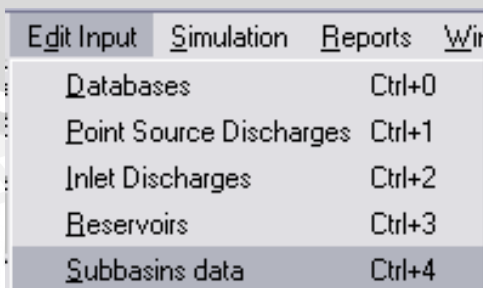 Edit Input Simulation Reports
Databases Ctrl+0
Point Source Discharges Ctrl+1
Inlet Discharges Ctrl+2
Reservoirs Ctrl+3
Subbasins data Ctrl+4